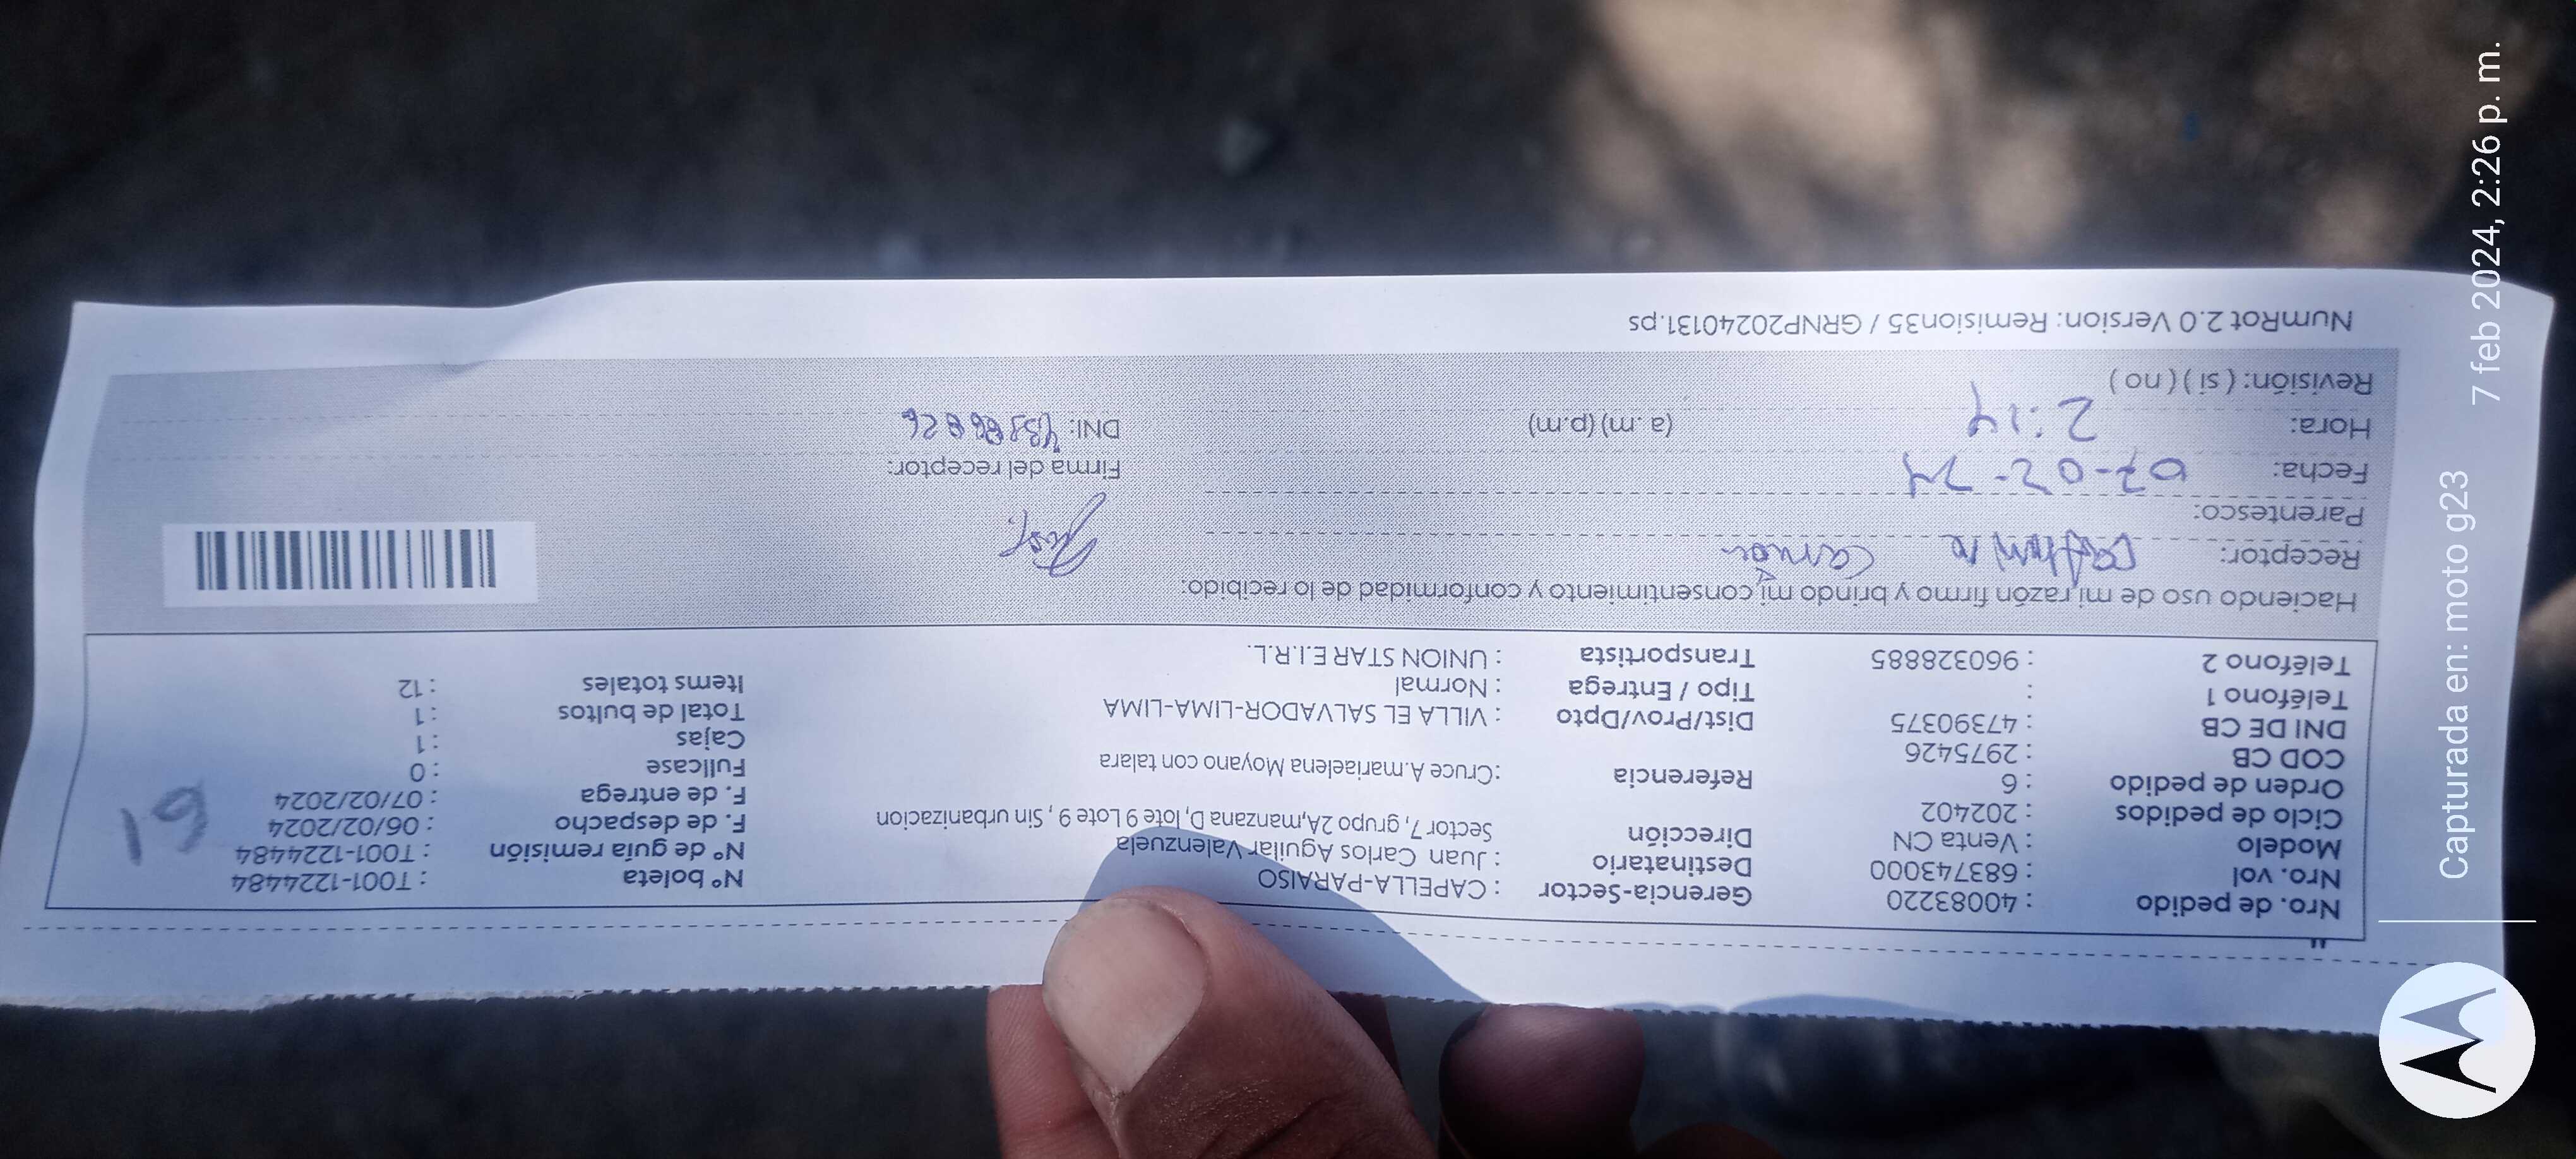 Nro. de pedido : 40083220
Nro. vol : 683743000
Modelo : Venta CN
Ciclo de pedidos : 202402
Orden de pedido : 6
COD CB : 2975426
DNI DE CB : 47390375
Teléfono 1 :
Teléfono 2 : 960328885
Gerencia-Sector : CAPELLA-PARAISO
Destinatario : Juan Carlos Aguilar Valenzuela
Dirección Sector 7, grupo 2A,manzana D, lote 9 Lote 9 , Sin urbanizacion
Referencia :Cruce A.mariaelena Moyano con talara
Dist/Prov/Dpto : VILLA EL SALVADOR-LIMA-LIMA
Tipo / Entrega : Normal
Transportista : UNION STAR E.I.R.L.
Nº boleta : T001-1224484
Nº de guía remisión : T001-1224484
F. de despacho : 06/02/2024
F. de entrega : 07/02/2024
Fullcase : 0
Cajas : 1
Total de bultos : 1
Items totales : 12
61
Haciendo uso de mi razón firmo y brindo mi consentimiento y conformidad de lo recibido:
Receptor:
Parentesco:
Fecha: 07-02-24
Hora: 2:14 (a.m) (p.m)
Revisión: ( si ) ( no )
Firma del receptor:
DNI:
NumRot 2.0 Version: Remision35 / GRNP20240131.ps
Capturada en: moto g23
7 feb 2024, 2:26 p. m.